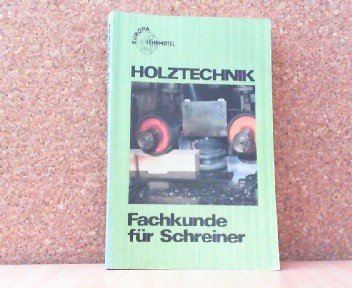 EUROPA
LEHRMITTEL
HOLZTECHNIK
Fachkunde
für Schreiner